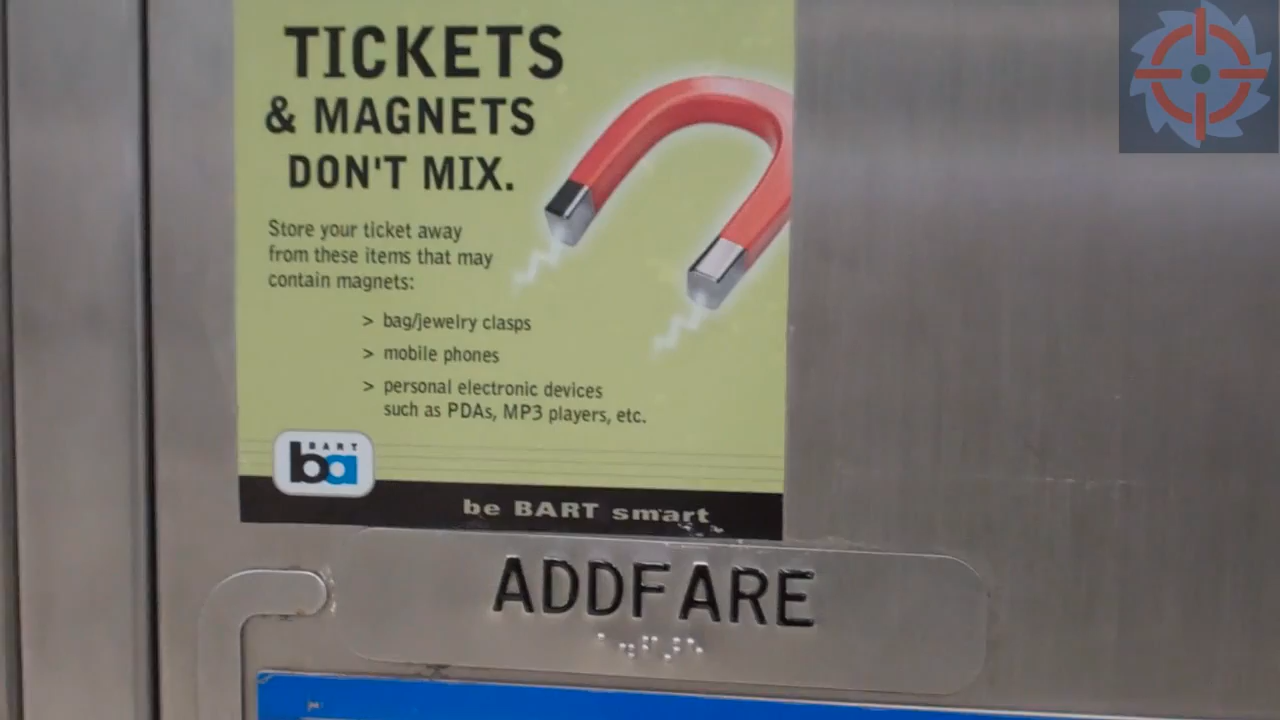 TICKETS
& MAGNETS
DON'T MIX.
Store your ticket away
from these items that may
contain magnets:
> bag/jewelry clasps
> mobile phones
> personal electronic devices
such as PDAs, MP3 players, etc.
BART
ba
be BART smart
ADDFARE